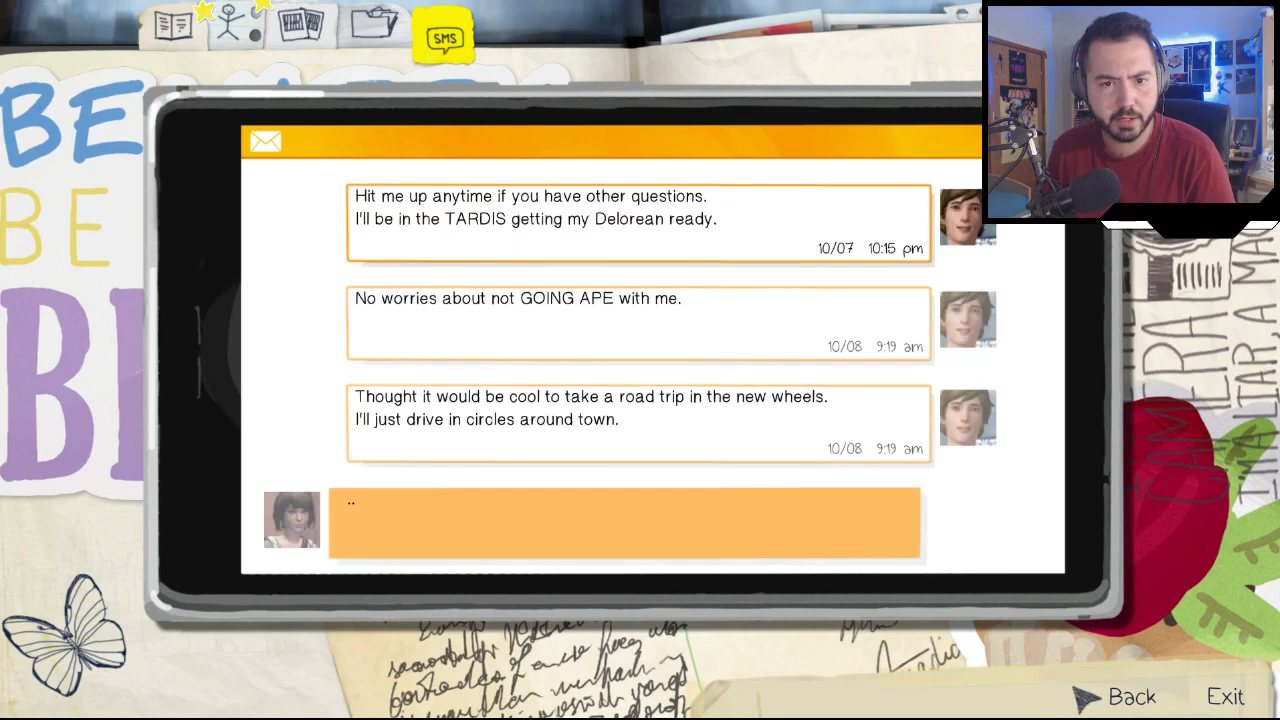 SMS
BE
BE
B
Hit me up anytime if you have other questions.
I'll be in the TARDIS getting my Delorean ready.
10/07 10:15 pm
No worries about not GOING APE with me.
10/08 9:19 am
Thought it would be cool to take a road trip in the new wheels.
I'll just drive in circles around town.
10/08 9:19 am
..
Back
Exit